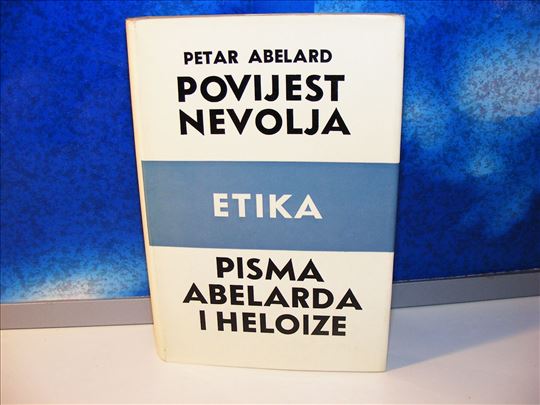 PETAR ABELARD
POVIJEST
NEVOLJA
ETIKA
PISMA
ABELARDA
I HELOIZE